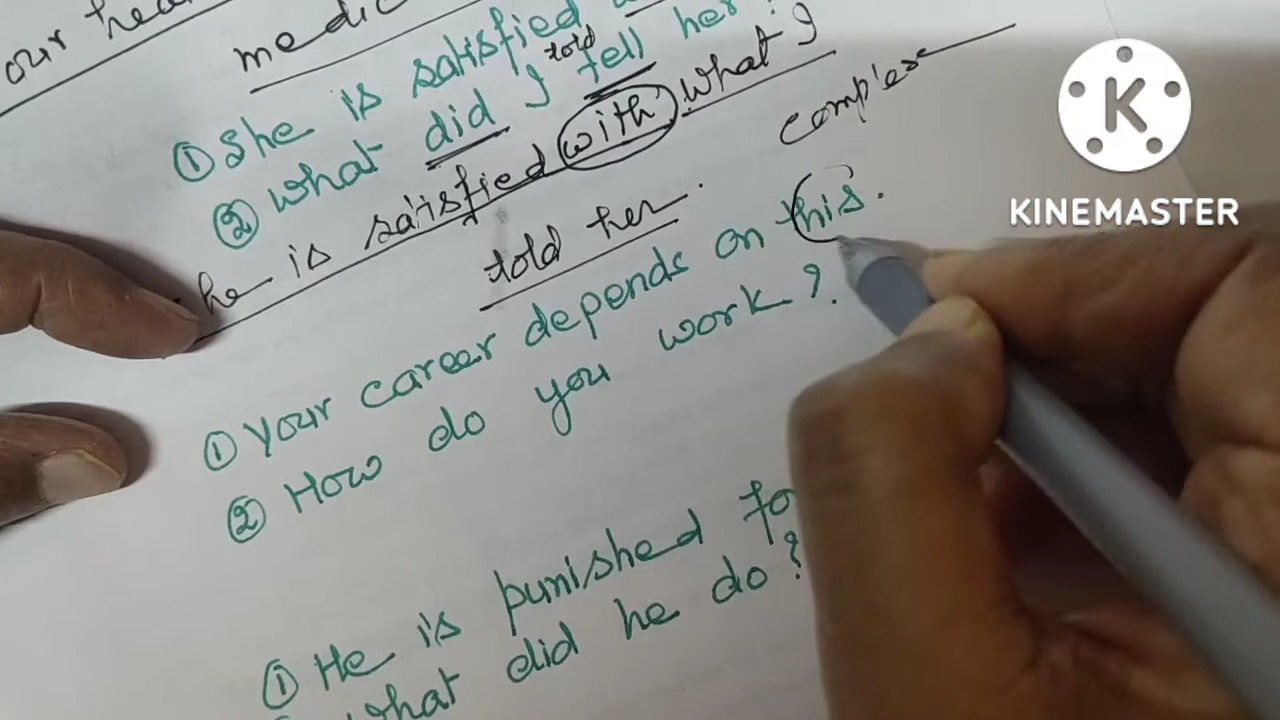 our
medic
① She is satisfied
told
② What did I tell her?
he is satisfied with what I
told her.
complex
① Your career depends on this.
② How do you work?
① He is punished fo
what did he do?
K
KINEMASTER